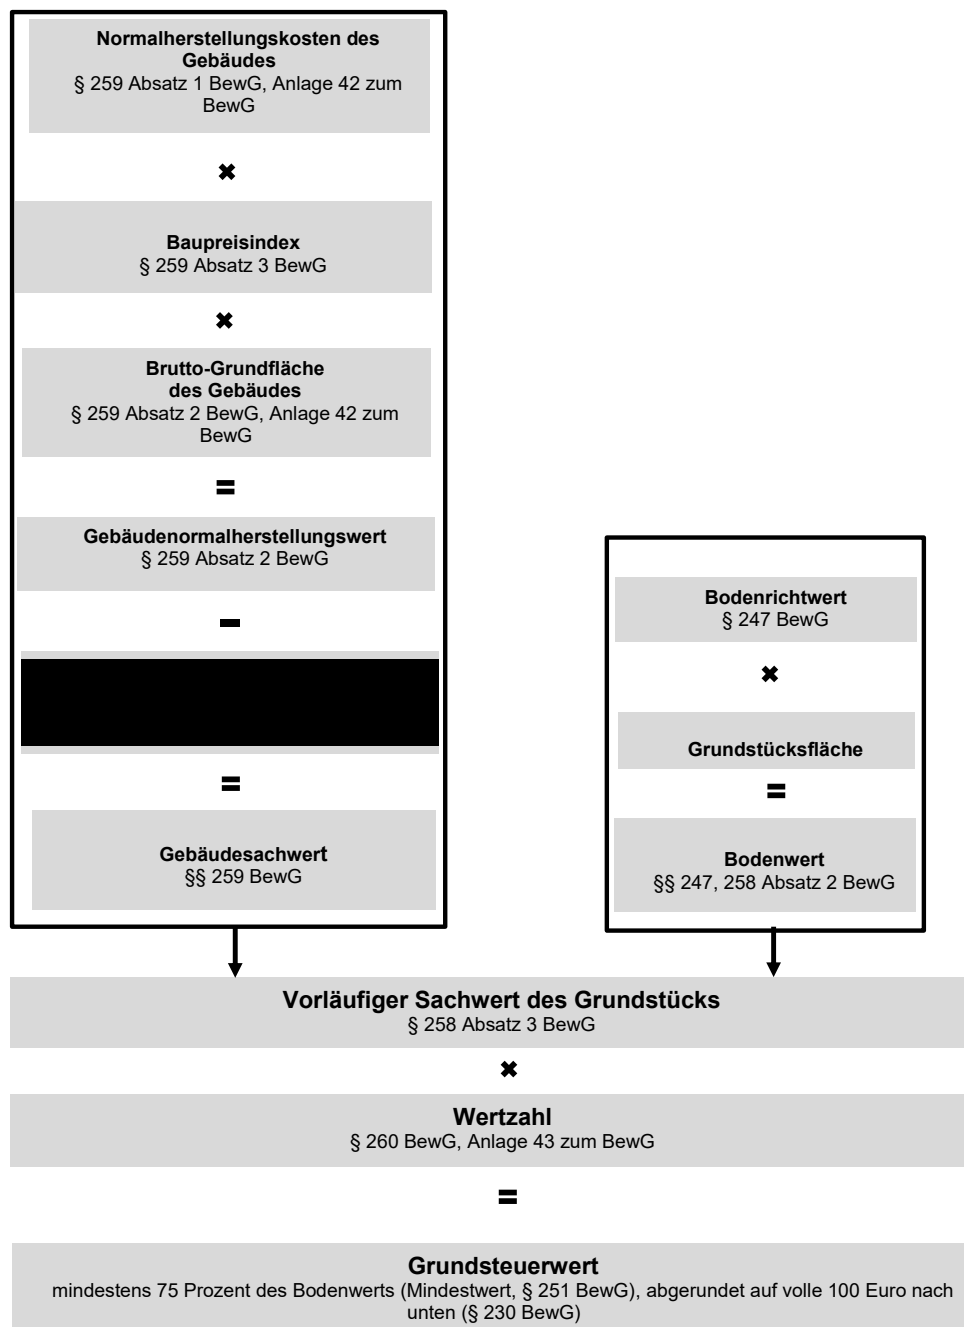 Normalherstellungskosten des
Gebäudes
§ 259 Absatz 1 BewG, Anlage 42 zum
BewG
✖
Baupreisindex
§ 259 Absatz 3 BewG
✖
Brutto-Grundfläche
des Gebäudes
§ 259 Absatz 2 BewG, Anlage 42 zum
BewG
=
Gebäudenormalherstellungswert
§ 259 Absatz 2 BewG
-
=
Gebäudesachwert
§§ 259 BewG
Bodenrichtwert
§ 247 BewG
✖
Grundstücksfläche
=
Bodenwert
§§ 247, 258 Absatz 2 BewG
Vorläufiger Sachwert des Grundstücks
§ 258 Absatz 3 BewG
✖
Wertzahl
§ 260 BewG, Anlage 43 zum BewG
=
Grundsteuerwert
mindestens 75 Prozent des Bodenwerts (Mindestwert, § 251 BewG), abgerundet auf volle 100 Euro nach
unten (§ 230 BewG)